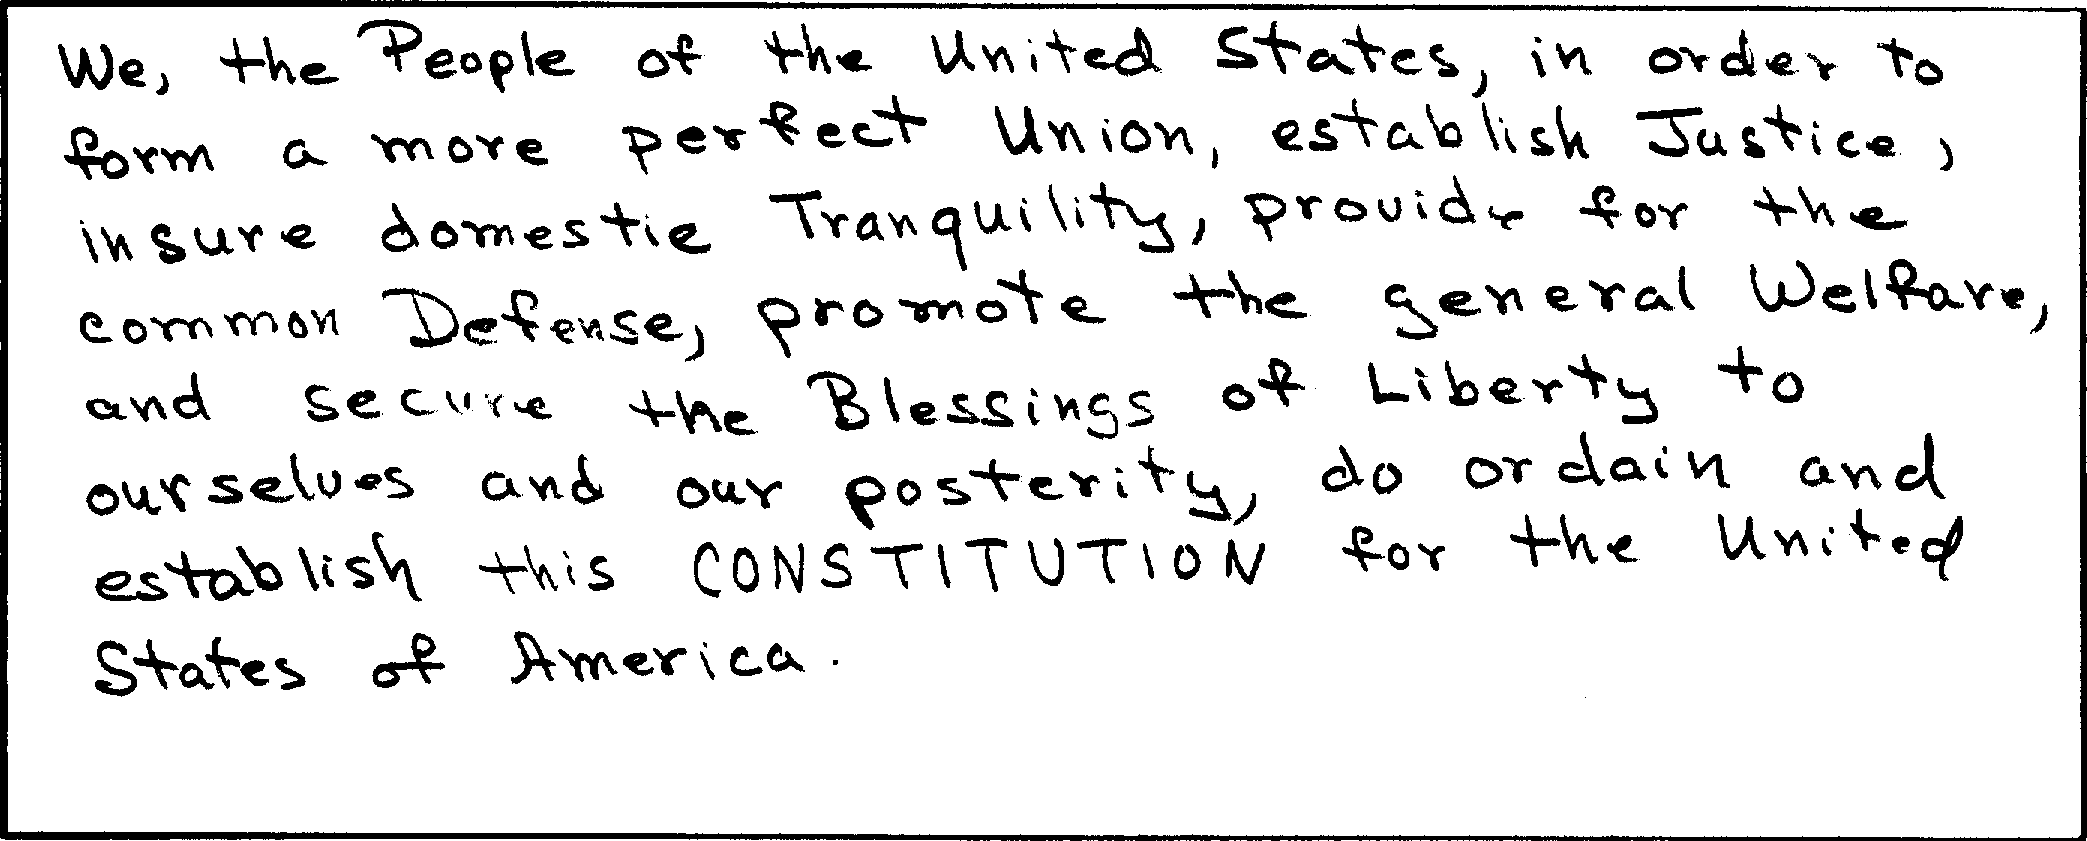 We, the People of the United States, in order to
form a more perfect Union, establish Justice,
insure domestic Tranquility, provide for the
common Defense, promote the general Welfare,
and secure the Blessings of Liberty to
ourselves and our posterity, do ordain and
establish this CONSTITUTION for the United
States of America.